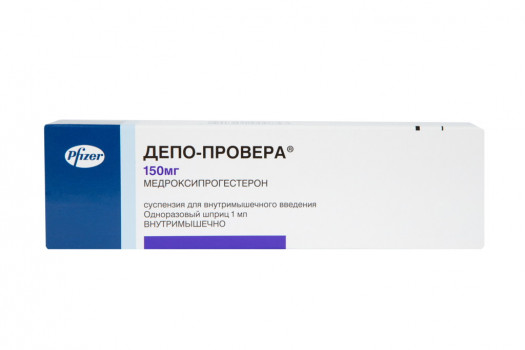 Pfizer
ДЕПО-ПРОВЕРА®
150мг
МЕДРОКСИПРОГЕСТЕРОН
суспензия для внутримышечного введения
Одноразовый шприц 1 мл
ВНУТРИМЫШЕЧНО